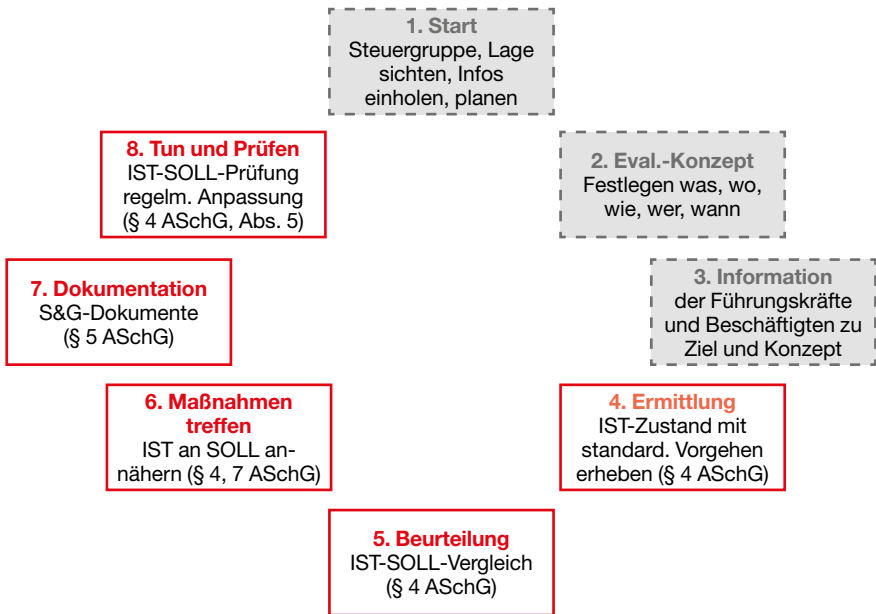 1. Start
Steuergruppe, Lage
sichten, Infos
einholen, planen
2. Eval.-Konzept
Festlegen was, wo,
wie, wer, wann
3. Information
der Führungskräfte
und Beschäftigten zu
Ziel und Konzept
4. Ermittlung
IST-Zustand mit
standard. Vorgehen
erheben (§ 4 ASchG)
5. Beurteilung
IST-SOLL-Vergleich
(§ 4 ASchG)
6. Maßnahmen
treffen
IST an SOLL an-
nähern (§ 4, 7 ASchG)
7. Dokumentation
S&G-Dokumente
(§ 5 ASchG)
8. Tun und Prüfen
IST-SOLL-Prüfung
regelm. Anpassung
(§ 4 ASchG, Abs. 5)